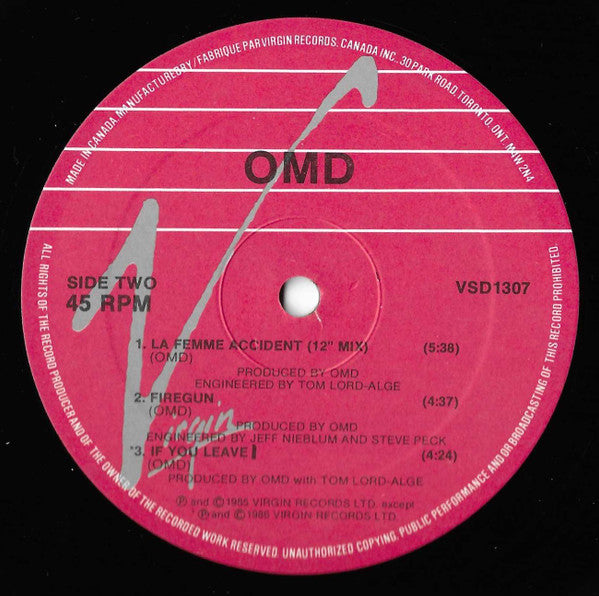 MADE IN CANADA. MANUFACTURED BY / FABRIQUE PAR VIRGIN RECORDS, CANADA INC., 30 PARK ROAD, TORONTO, ONT. M4W 2N4
OMD
SIDE TWO
45 RPM
VSD1307
1. LA FEMME ACCIDENT (12" MIX) (5:38)
(OMD)
PRODUCED BY OMD
ENGINEERED BY TOM LORD-ALGE
2. FIREGUN (4:37)
(OMD)
PRODUCED BY OMD
ENGINEERED BY JEFF NIEBLUM AND STEVE PECK
*3. IF YOU LEAVE (4:24)
(OMD)
PRODUCED BY OMD with TOM LORD-ALGE
Virgin
℗ and © 1985 VIRGIN RECORDS LTD. except
*℗ and © 1986 VIRGIN RECORDS LTD.
ALL RIGHTS OF THE RECORD PRODUCER AND OF THE OWNER OF THE RECORDED WORK RESERVED. UNAUTHORIZED COPYING, PUBLIC PERFORMANCE AND/OR BROADCASTING OF THIS RECORD PROHIBITED.